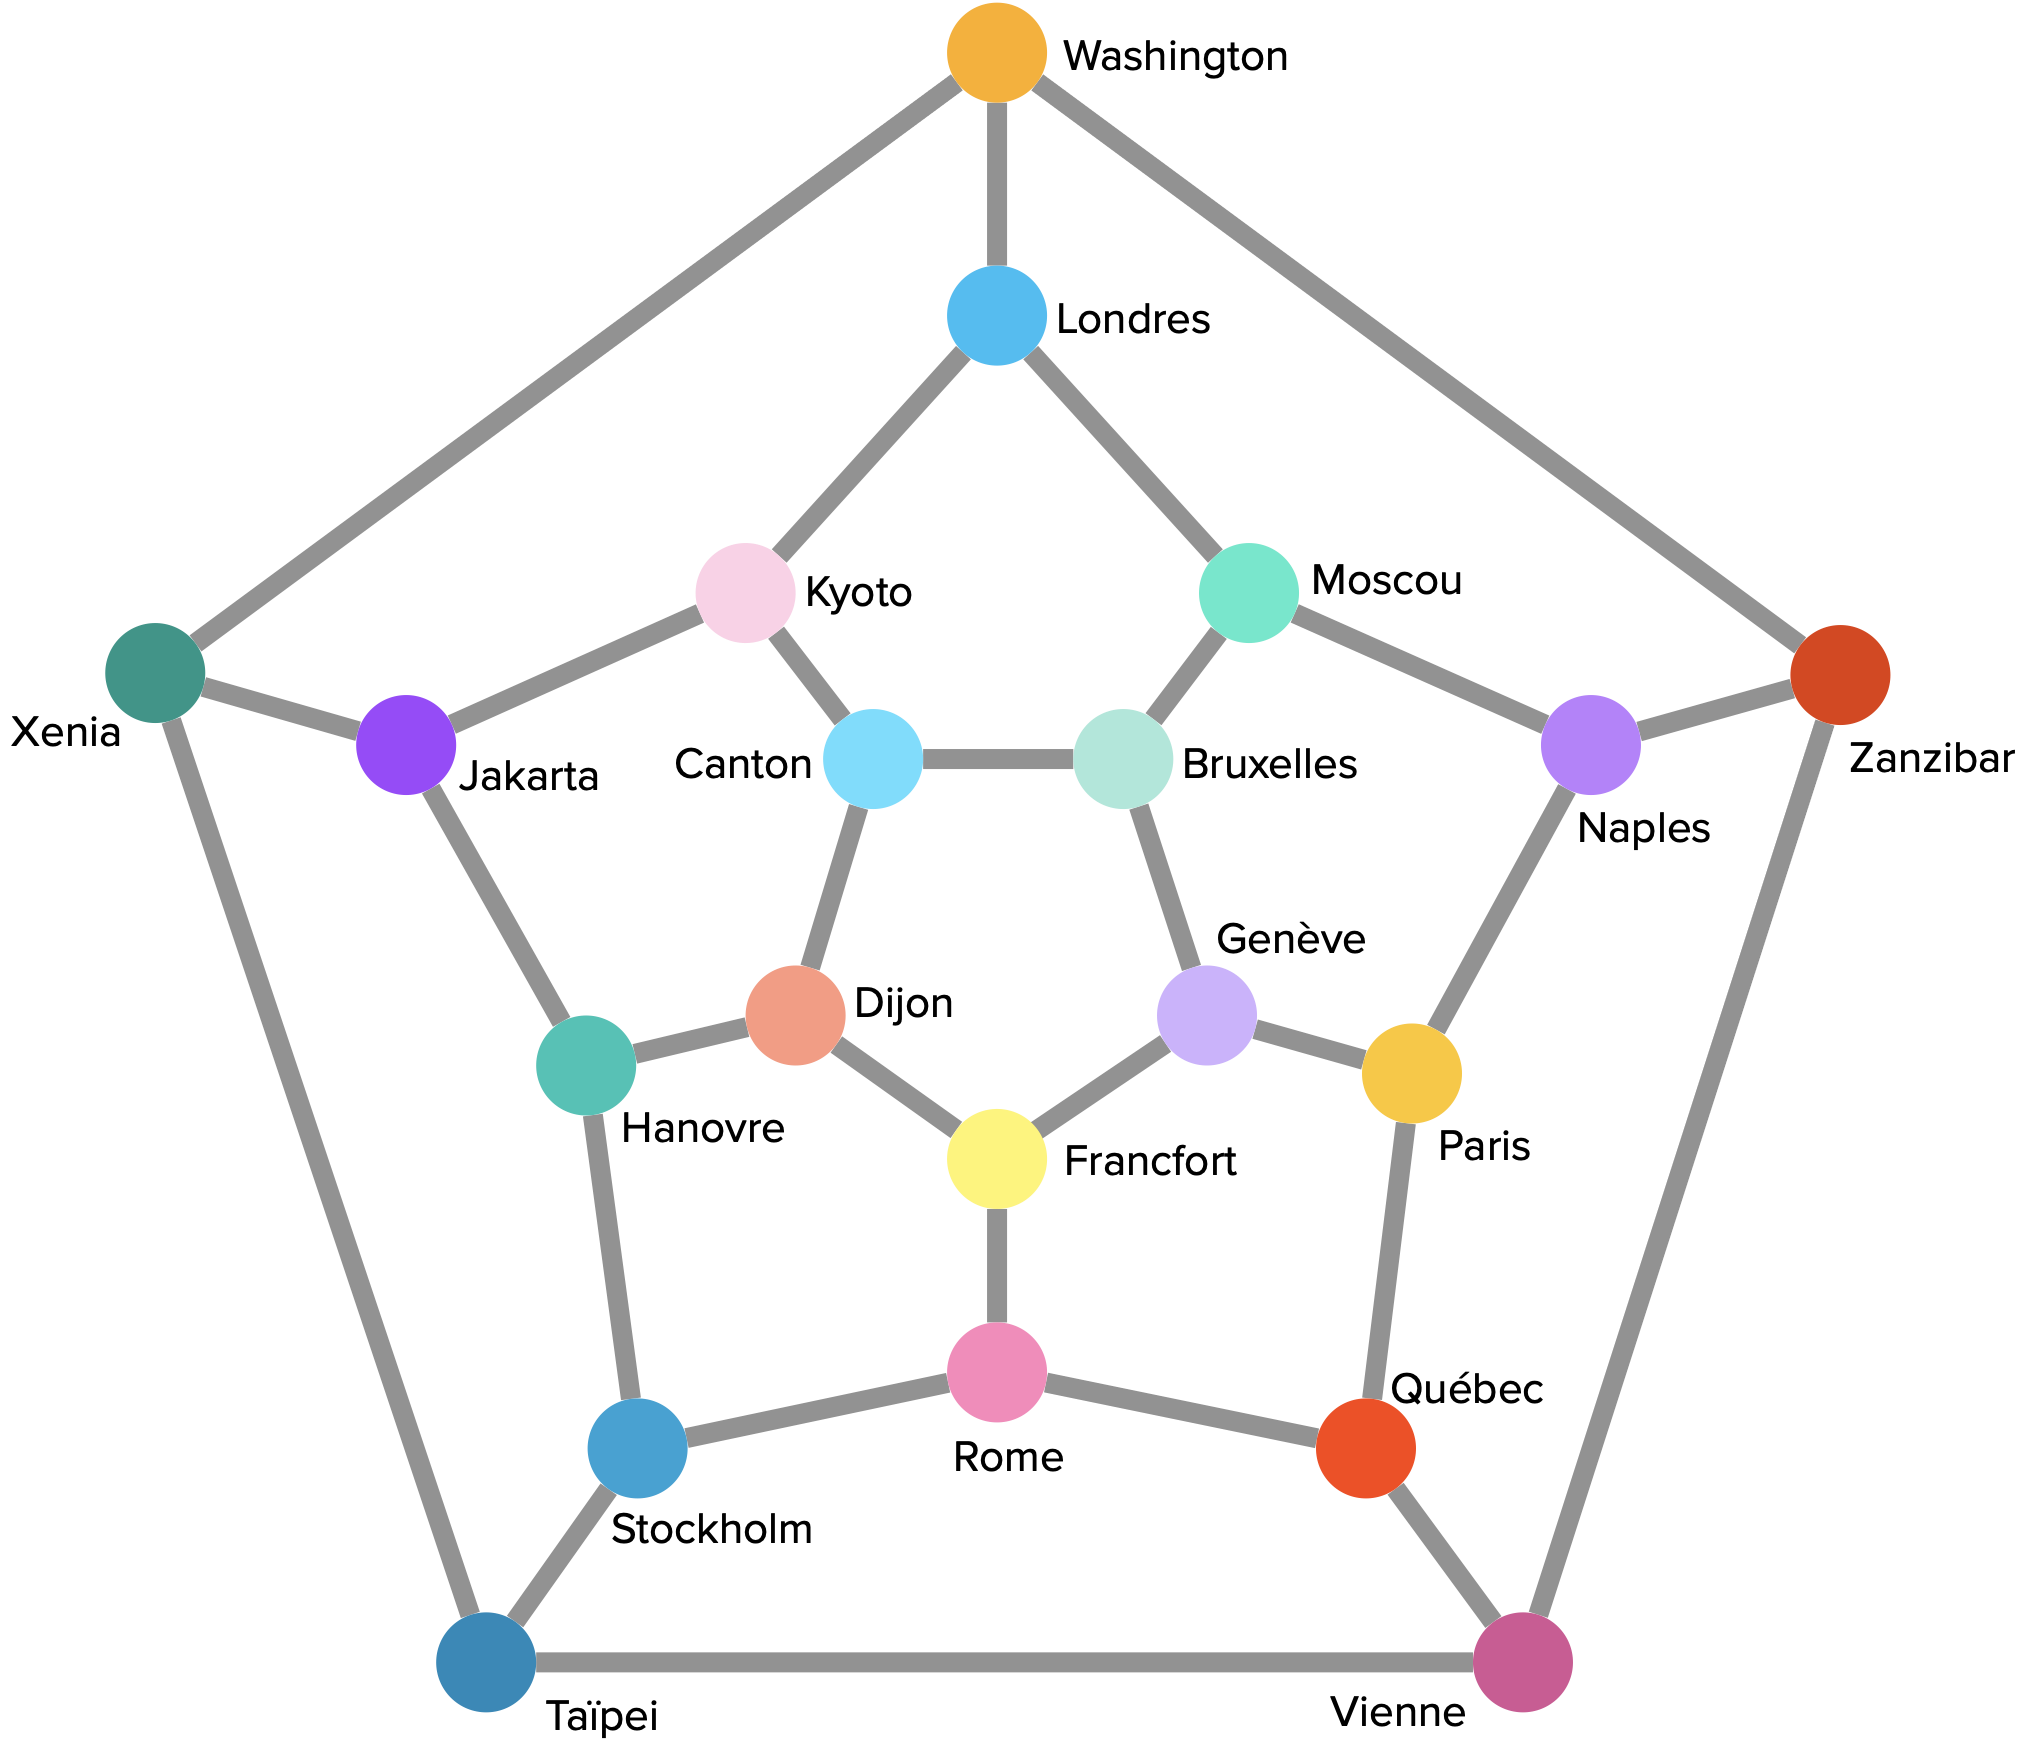 Washington
Londres
Moscou
Kyoto
Xenia
Zanzibar
Canton
Bruxelles
Jakarta
Naples
Genève
Dijon
Hanovre
Paris
Francfort
Québec
Rome
Stockholm
Taïpei
Vienne